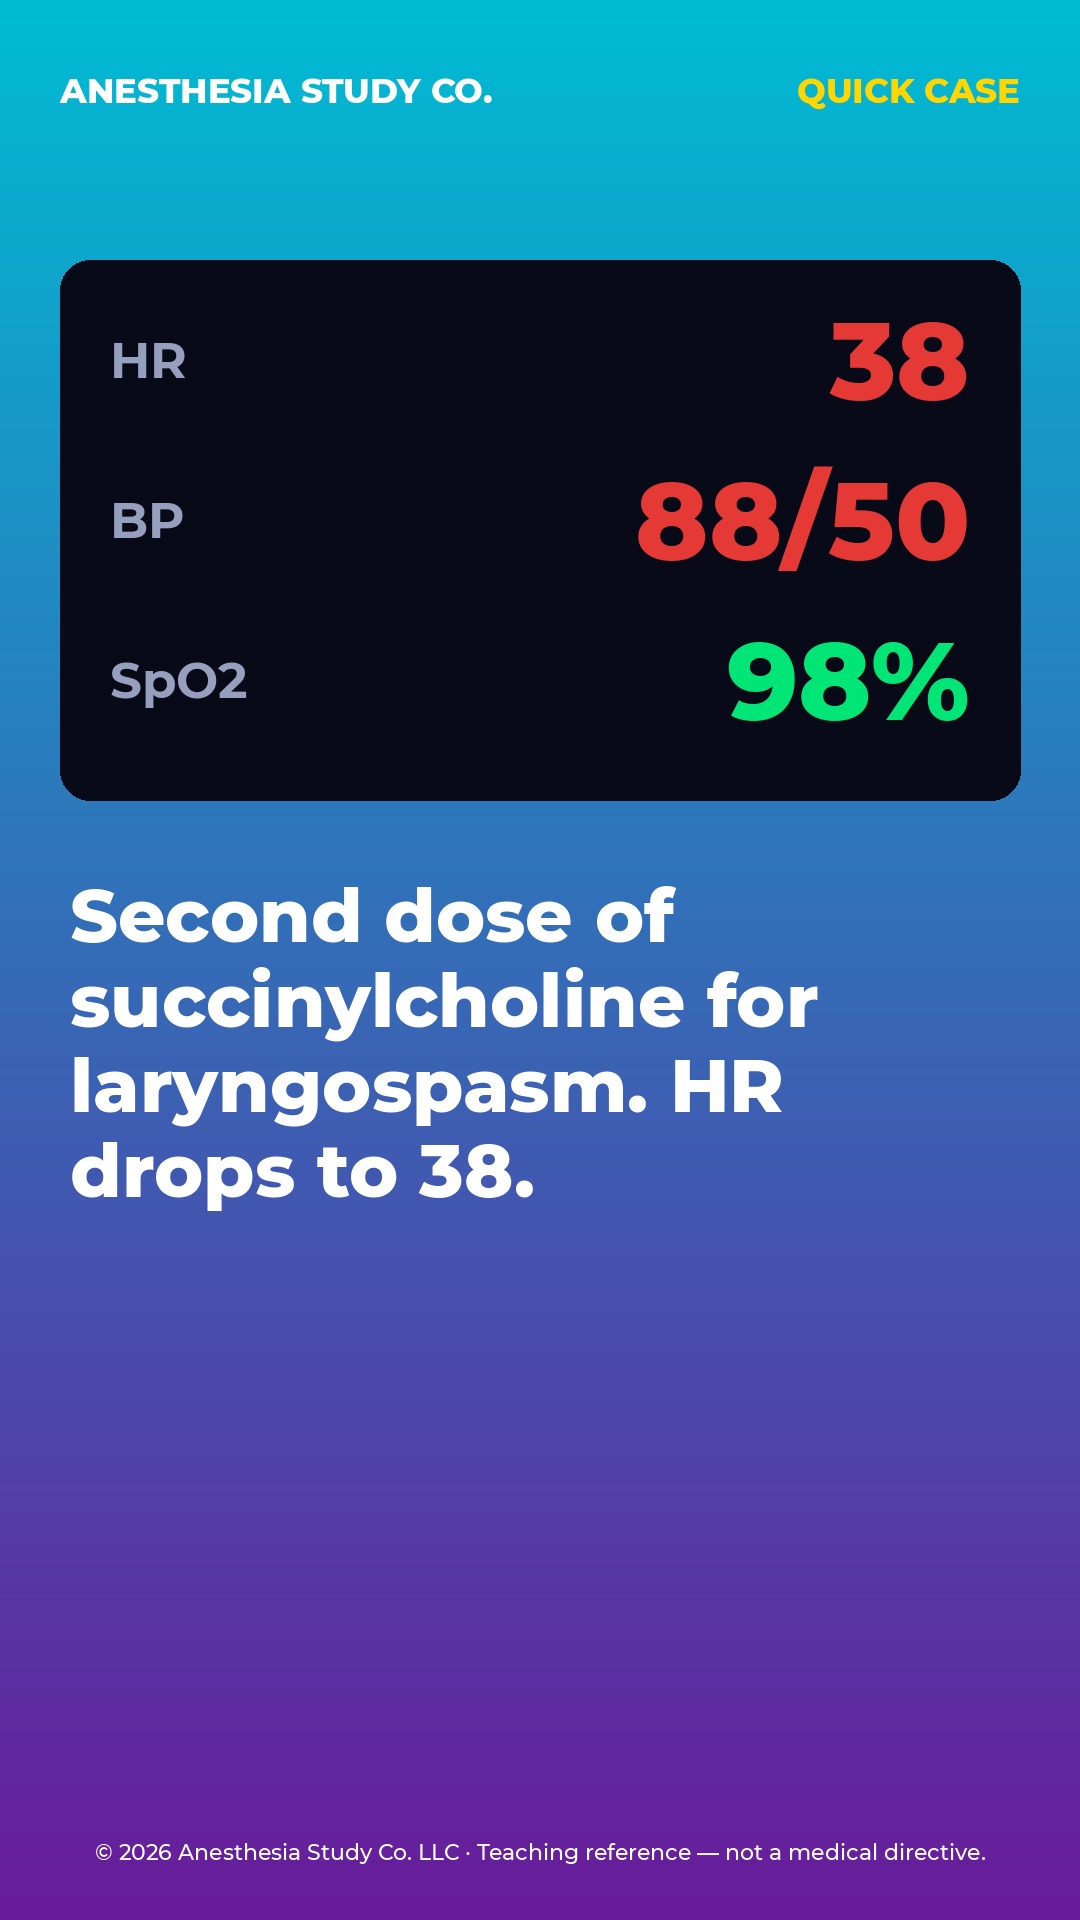 ANESTHESIA STUDY CO.
QUICK CASE
HR 38
BP 88/50
SpO2 98%
Second dose of
succinylcholine for
laryngospasm. HR
drops to 38.
© 2026 Anesthesia Study Co. LLC · Teaching reference — not a medical directive.